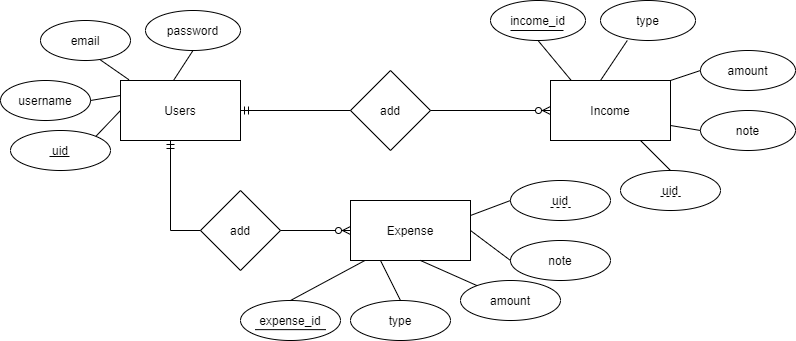 income_id
type
email
password
amount
username
Users
add
Income
note
uid
uid
uid
add
Expense
note
amount
expense_id
type